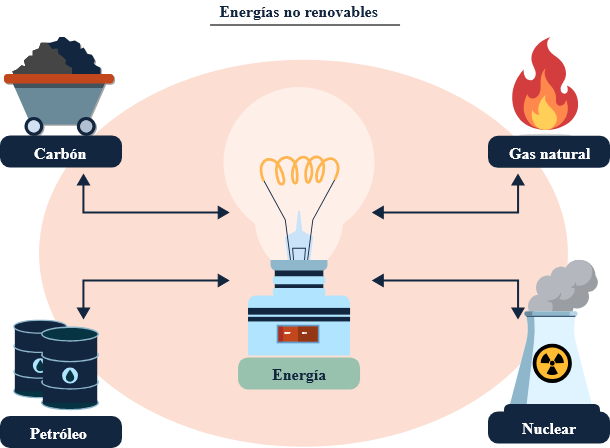 Energías no renovables
Carbón
Gas natural
Energía
Petróleo
Nuclear